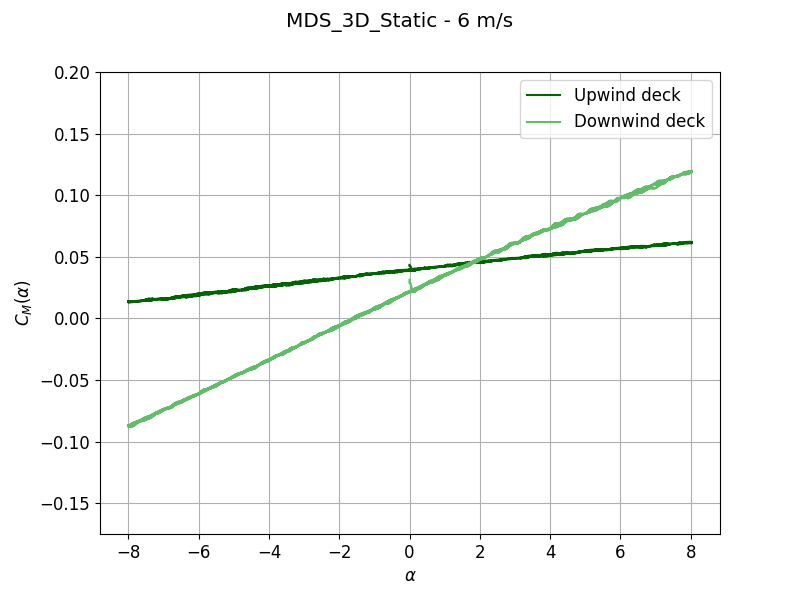 MDS_3D_Static - 6 m/s
Upwind deck
Downwind deck
0.20
0.15
0.10
0.05
0.00
−0.05
−0.10
−0.15
C_M(α)
−8 −6 −4 −2 0 2 4 6 8
α